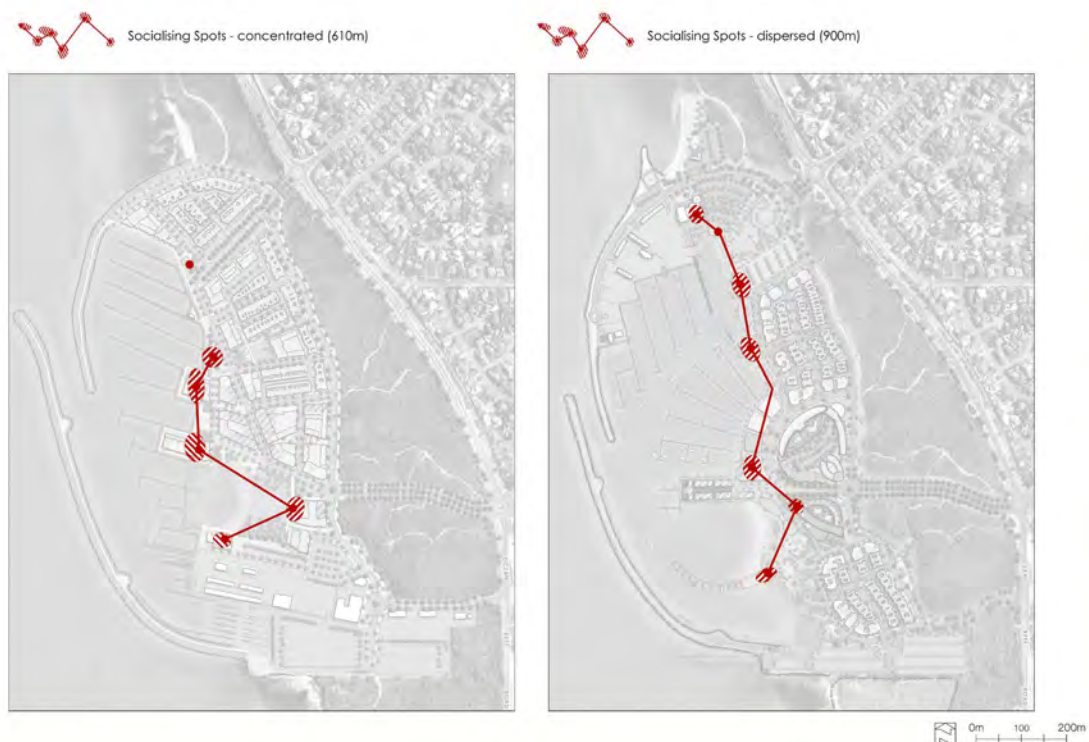 Socialising Spots - concentrated (610m)
Socialising Spots - dispersed (900m)
0m 100 200m